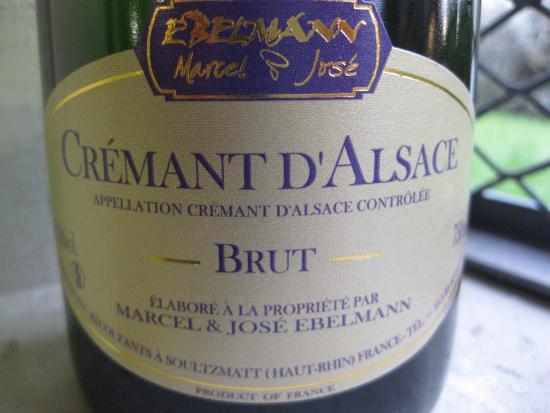 EBELMANN
Marcel & José
CRÉMANT D'ALSACE
APPELLATION CRÉMANT D'ALSACE CONTRÔLÉE
BRUT
ÉLABORÉ À LA PROPRIÉTÉ PAR
MARCEL & JOSÉ EBELMANN
À SOULTZMATT (HAUT-RHIN) FRANCE-TÉL
PRODUCT OF FRANCE